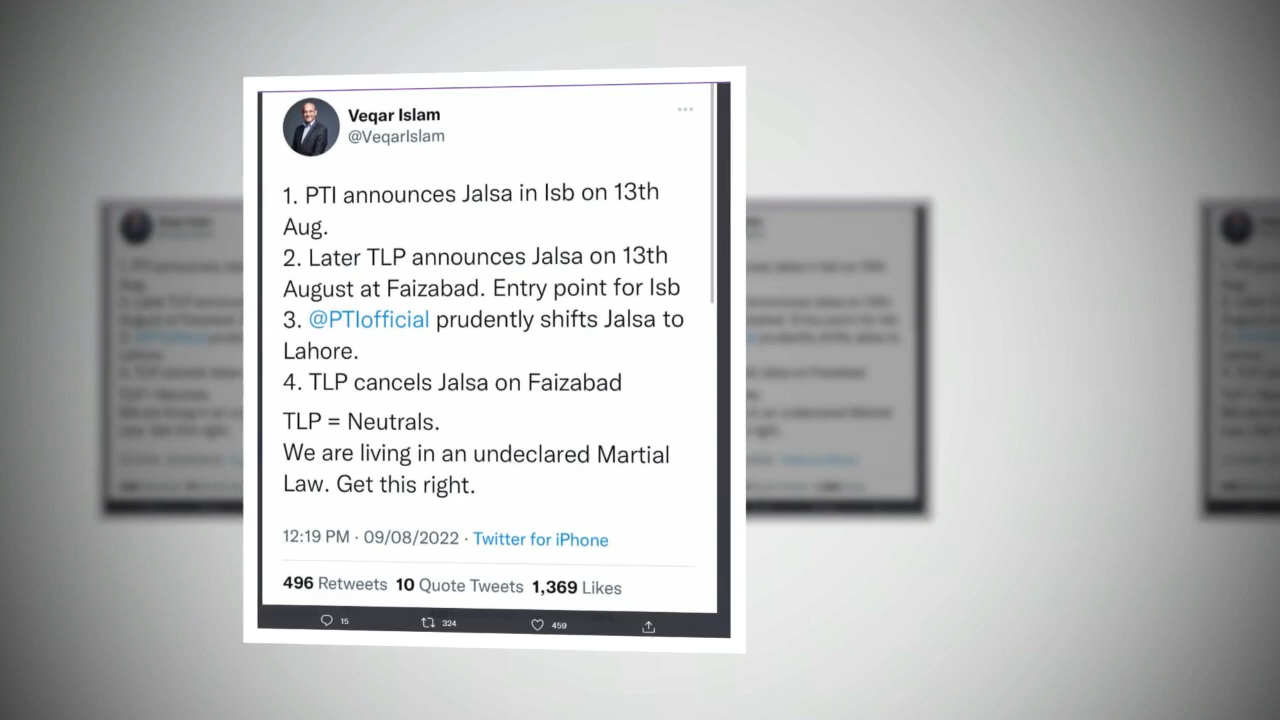 Veqar Islam
@VeqarIslam
1. PTI announces Jalsa in Isb on 13th
Aug.
2. Later TLP announces Jalsa on 13th
August at Faizabad. Entry point for Isb
3. @PTIofficial prudently shifts Jalsa to
Lahore.
4. TLP cancels Jalsa on Faizabad
TLP = Neutrals.
We are living in an undeclared Martial
Law. Get this right.
12:19 PM · 09/08/2022 · Twitter for iPhone
496 Retweets 10 Quote Tweets 1,369 Likes
15 324 459